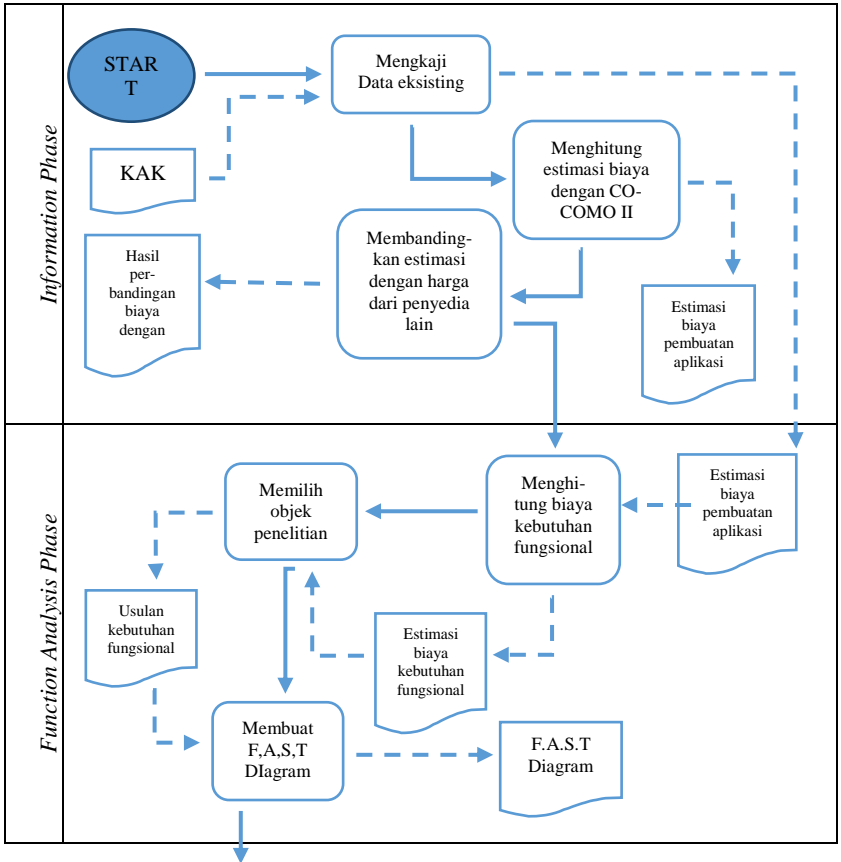 Information Phase
STAR
T
Mengkaji
Data eksisting
KAK
Menghitung
estimasi biaya
dengan CO-
COMO II
Membanding-
kan estimasi
dengan harga
dari penyedia
lain
Hasil
per-
bandingan
biaya
dengan
Estimasi
biaya
pembuatan
aplikasi
Function Analysis Phase
Memilih
objek
penelitian
Menghi-
tung biaya
kebutuhan
fungsional
Estimasi
biaya
pembuatan
aplikasi
Usulan
kebutuhan
fungsional
Estimasi
biaya
kebutuhan
fungsional
Membuat
F,A,S,T
DIagram
F.A.S.T
Diagram